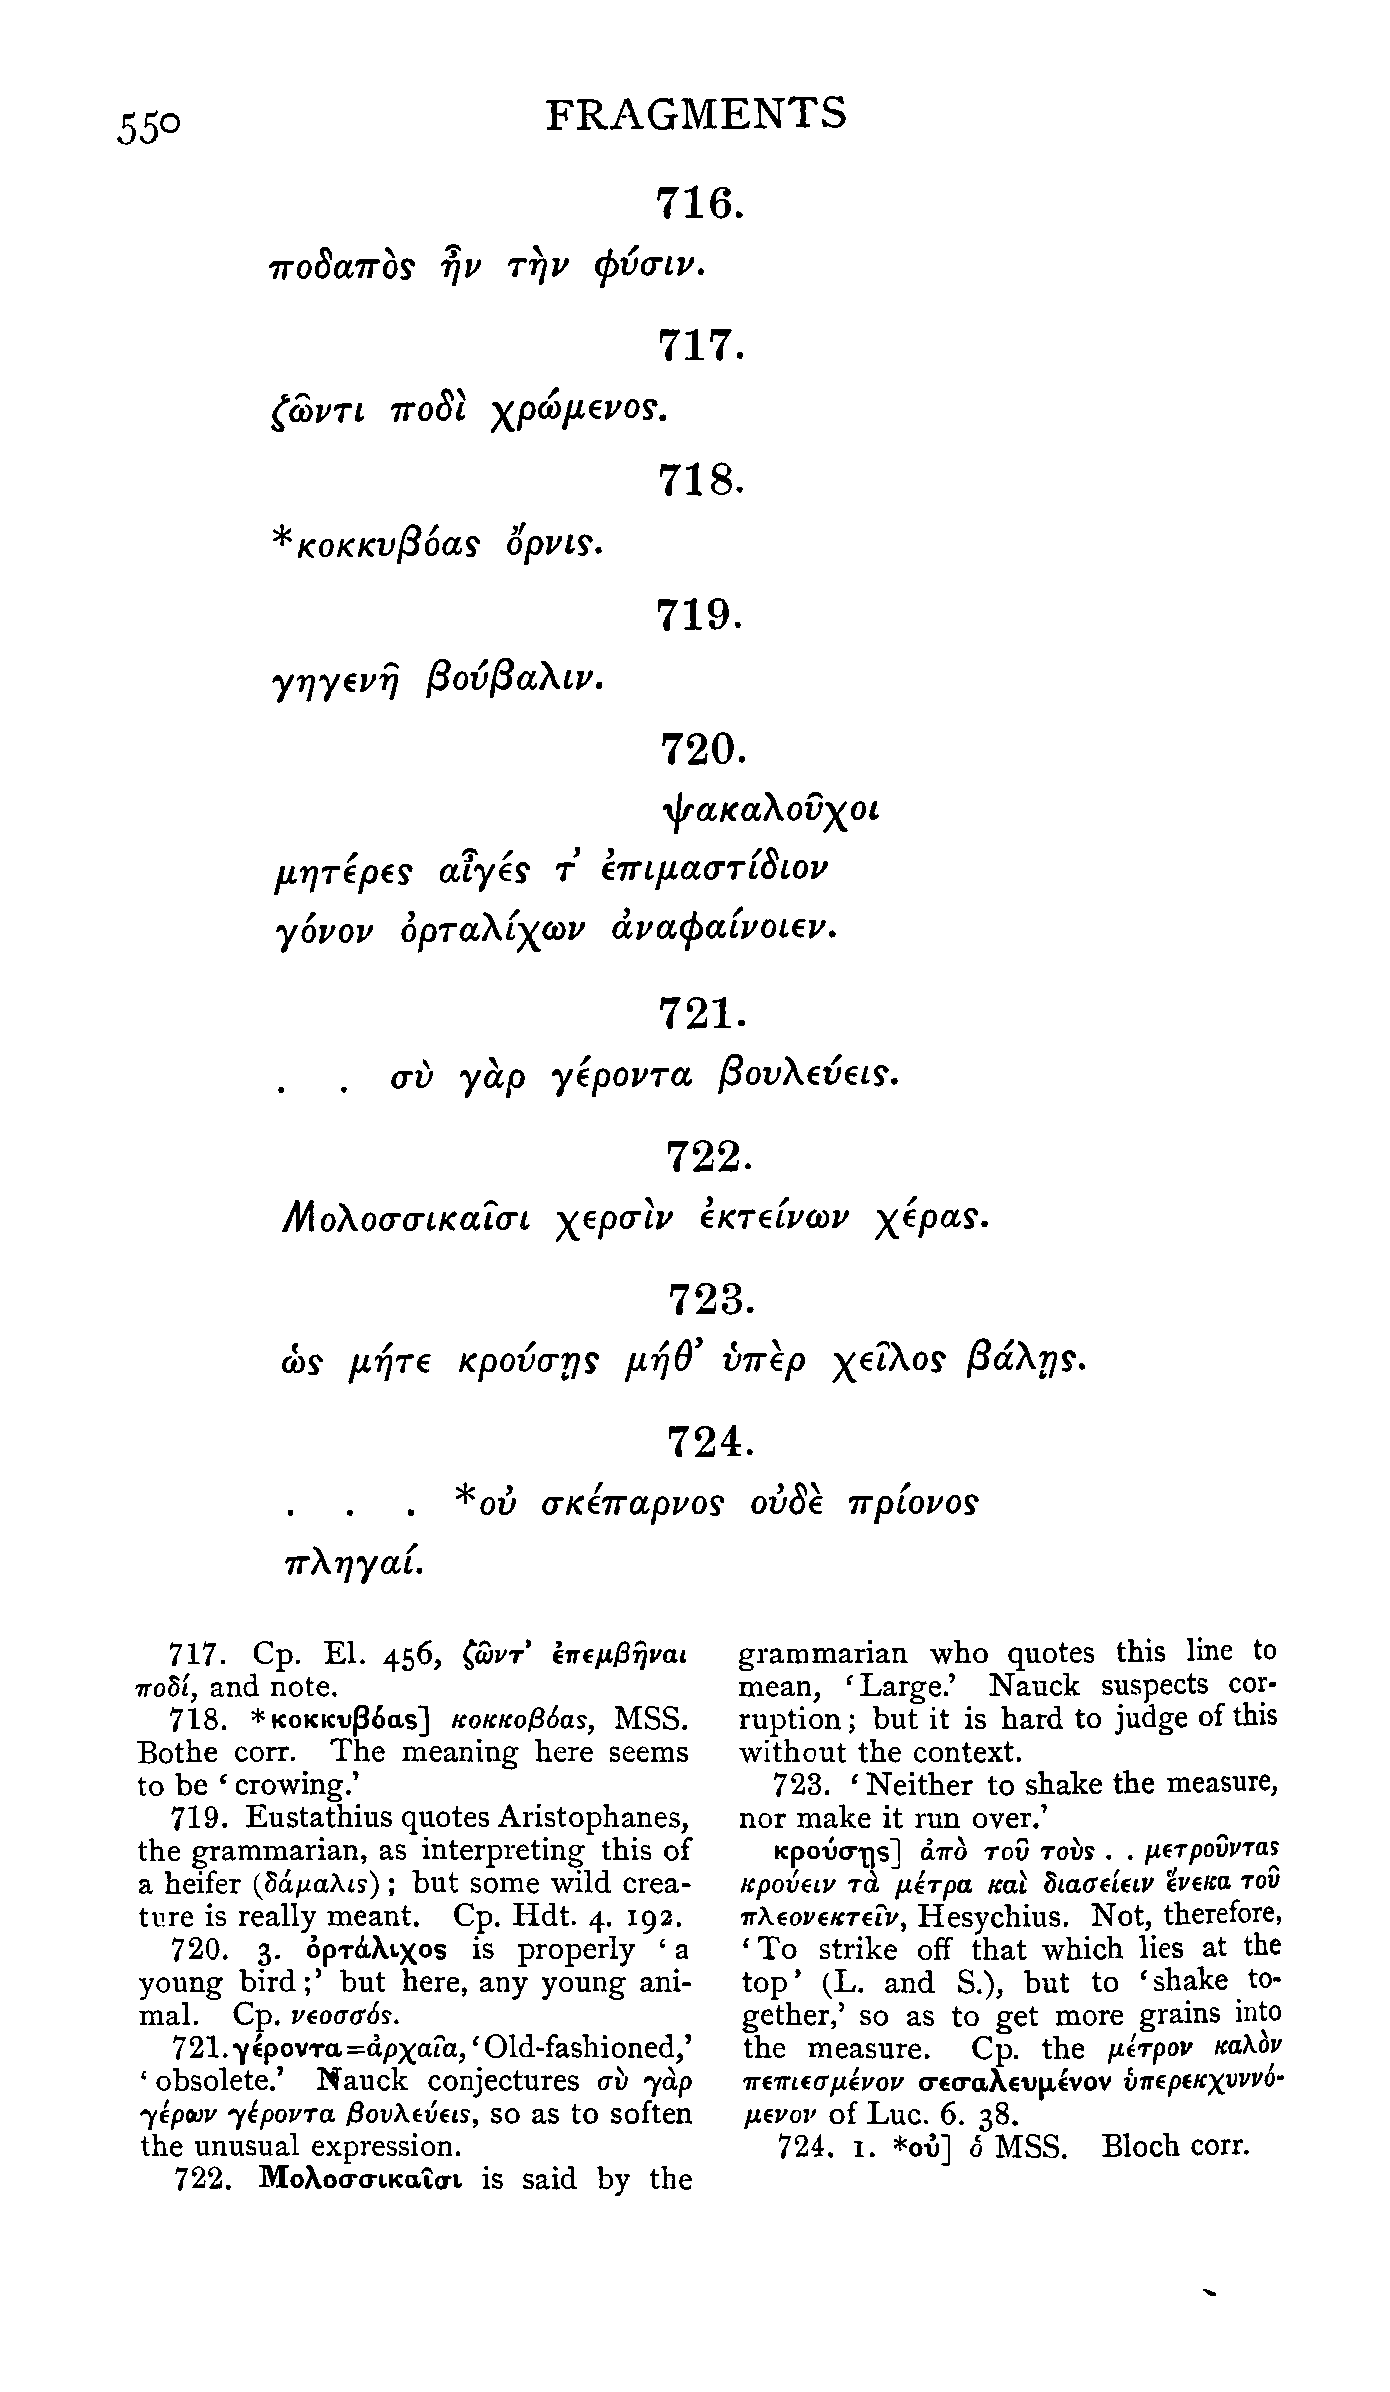 550
FRAGMENTS
716.
ποδαπὸς ἦν τὴν φύσιν.
717.
ζῶντι ποδὶ χρώμενος.
718.
*κοκκυβόας ὄρνις.
719.
γηγενῆ βούβαλιν.
720.
ψακαλοῦχοι
μητέρες αἶγές τ’ ἐπιμαστίδιον
γόνον ὀρταλίχων ἀναφαίνοιεν.
721.
. . σὺ γὰρ γέροντα βουλεύεις.
722.
Μολοσσικαῖσι χερσὶν ἐκτείνων χέρας.
723.
ὡς μήτε κρούσῃς μήθ’ ὑπὲρ χεῖλος βάλῃς.
724.
. . . *οὐ σκέπαρνος οὐδὲ πρίονος
πληγαί.
717. Cp. El. 456, ζῶντ’ ἐπεμβῆναι
ποδί, and note.
718. *κοκκυβόας] κοκκοβόας, MSS.
Bothe corr. The meaning here seems
to be ‘crowing.’
719. Eustathius quotes Aristophanes,
the grammarian, as interpreting this of
a heifer (δάμαλις); but some wild crea-
ture is really meant. Cp. Hdt. 4. 192.
720. 3. ὀρτάλιχος is properly ‘a
young bird;’ but here, any young ani-
mal. Cp. νεοσσός.
721. γέροντα=ἀρχαῖα, ‘Old-fashioned,’
‘obsolete.’ Nauck conjectures σὺ γὰρ
γέρων γέροντα βουλεύεις, so as to soften
the unusual expression.
722. Μολοσσικαῖσι is said by the
grammarian who quotes this line to
mean, ‘Large.’ Nauck suspects cor-
ruption; but it is hard to judge of this
without the context.
723. ‘Neither to shake the measure,
nor make it run over.’
κρούσῃς] ἀπὸ τοῦ τοὺς . . μετροῦντας
κρούειν τὰ μέτρα καὶ διασείειν ἕνεκα τοῦ
πλεονεκτεῖν, Hesychius. Not, therefore,
‘To strike off that which lies at the
top’ (L. and S.), but to ‘shake to-
gether,’ so as to get more grains into
the measure. Cp. the μέτρον καλὸν
πεπιεσμένον σεσαλευμένον ὑπερεκχυννό-
μενον of Luc. 6. 38.
724. 1. *οὐ] ὁ MSS. Bloch corr.